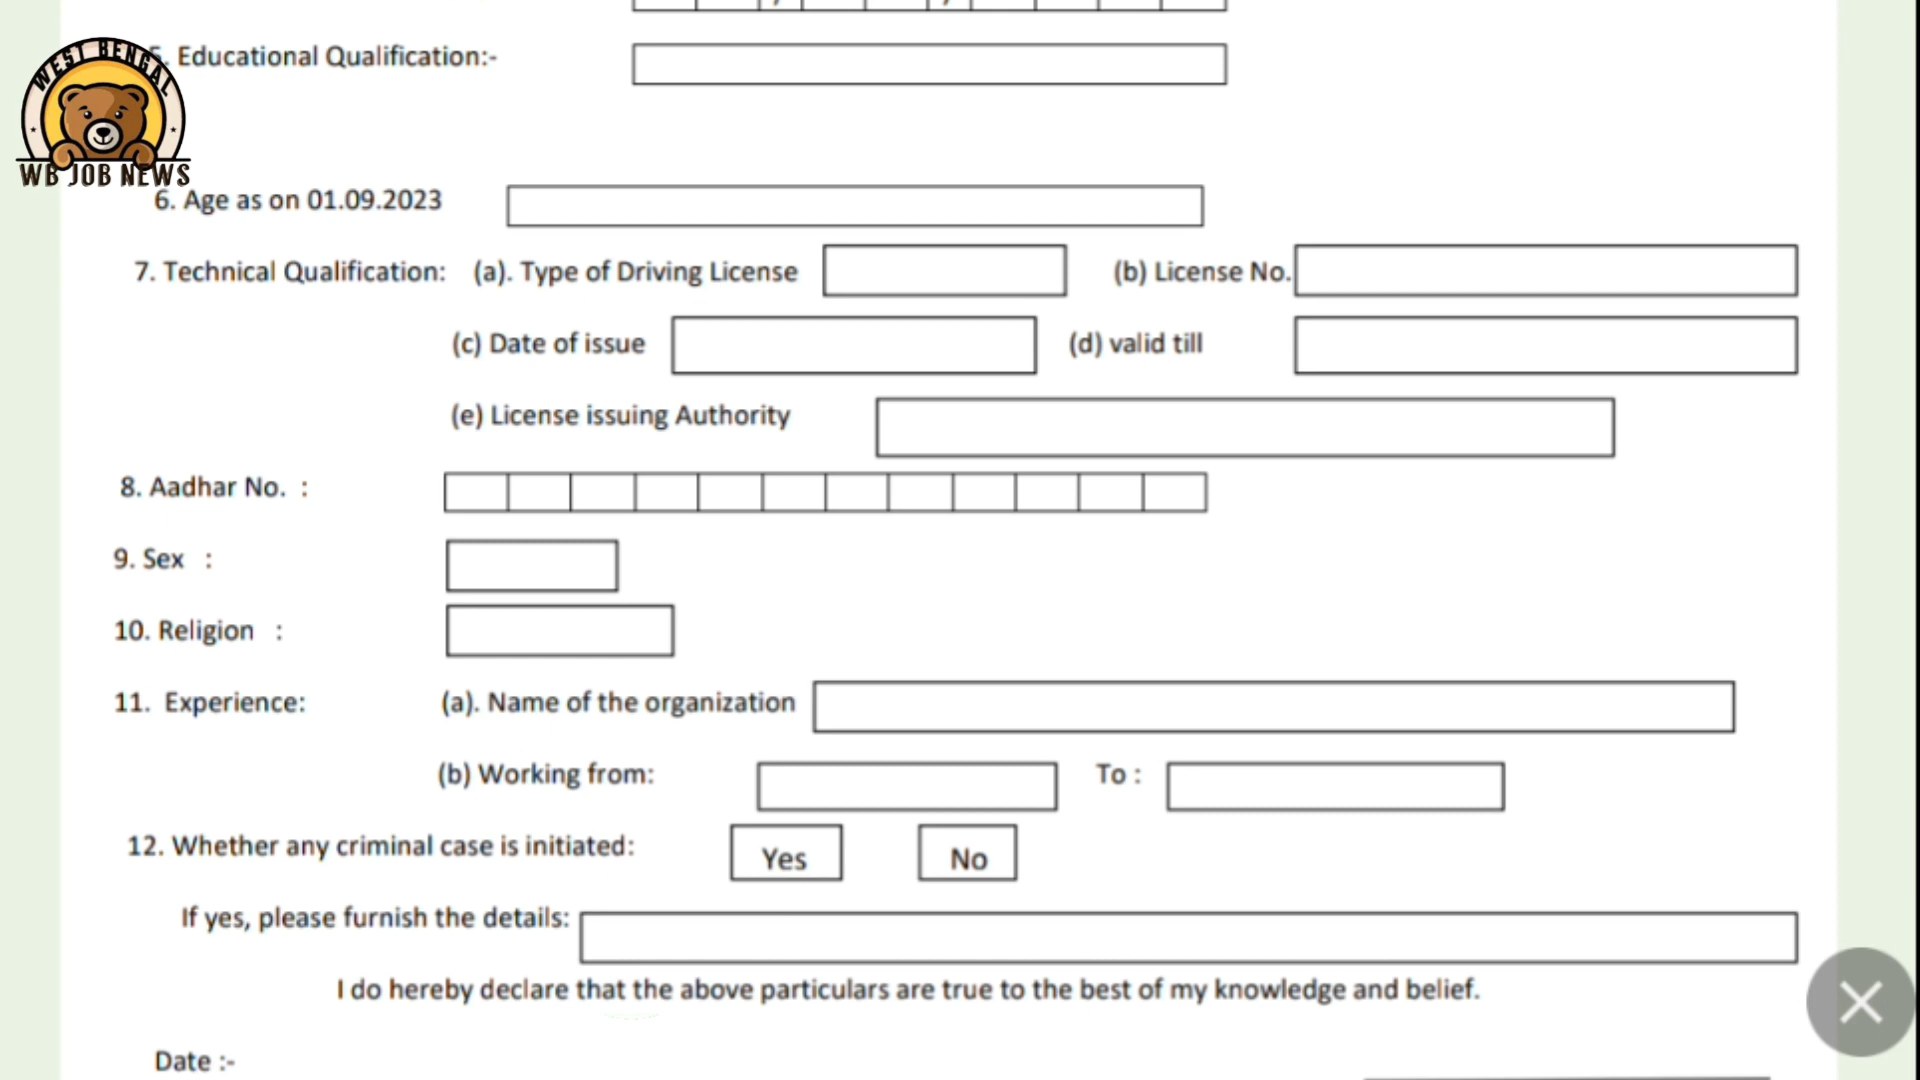 WEST BENGAL
WB JOB NEWS
5. Educational Qualification:-
6. Age as on 01.09.2023
7. Technical Qualification: (a). Type of Driving License (b) License No.
(c) Date of issue (d) valid till
(e) License issuing Authority
8. Aadhar No. :
9. Sex :
10. Religion :
11. Experience: (a). Name of the organization
(b) Working from: To :
12. Whether any criminal case is initiated: Yes No
If yes, please furnish the details:
I do hereby declare that the above particulars are true to the best of my knowledge and belief.
Date :-